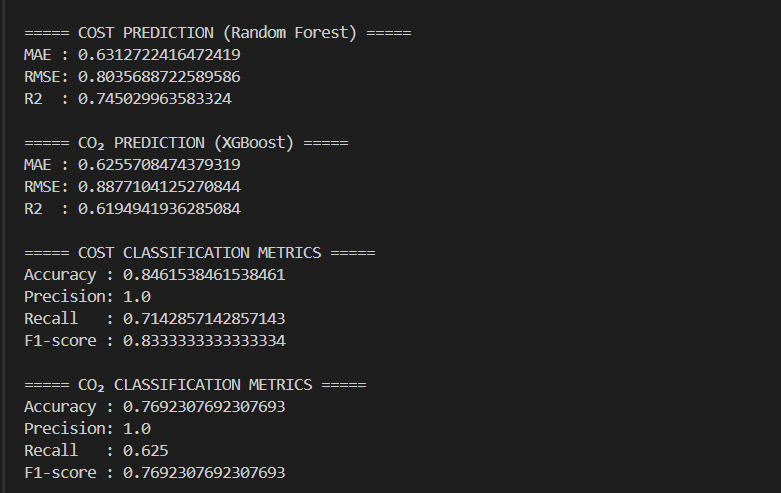 ===== COST PREDICTION (Random Forest) =====
MAE : 0.6312722416472419
RMSE: 0.8035688722589586
R2  : 0.745029963583324
===== CO₂ PREDICTION (XGBoost) =====
MAE : 0.6255708474379319
RMSE: 0.8877104125270844
R2  : 0.6194941936285084
===== COST CLASSIFICATION METRICS =====
Accuracy : 0.8461538461538461
Precision: 1.0
Recall   : 0.7142857142857143
F1-score : 0.8333333333333334
===== CO₂ CLASSIFICATION METRICS =====
Accuracy : 0.7692307692307693
Precision: 1.0
Recall   : 0.625
F1-score : 0.7692307692307693